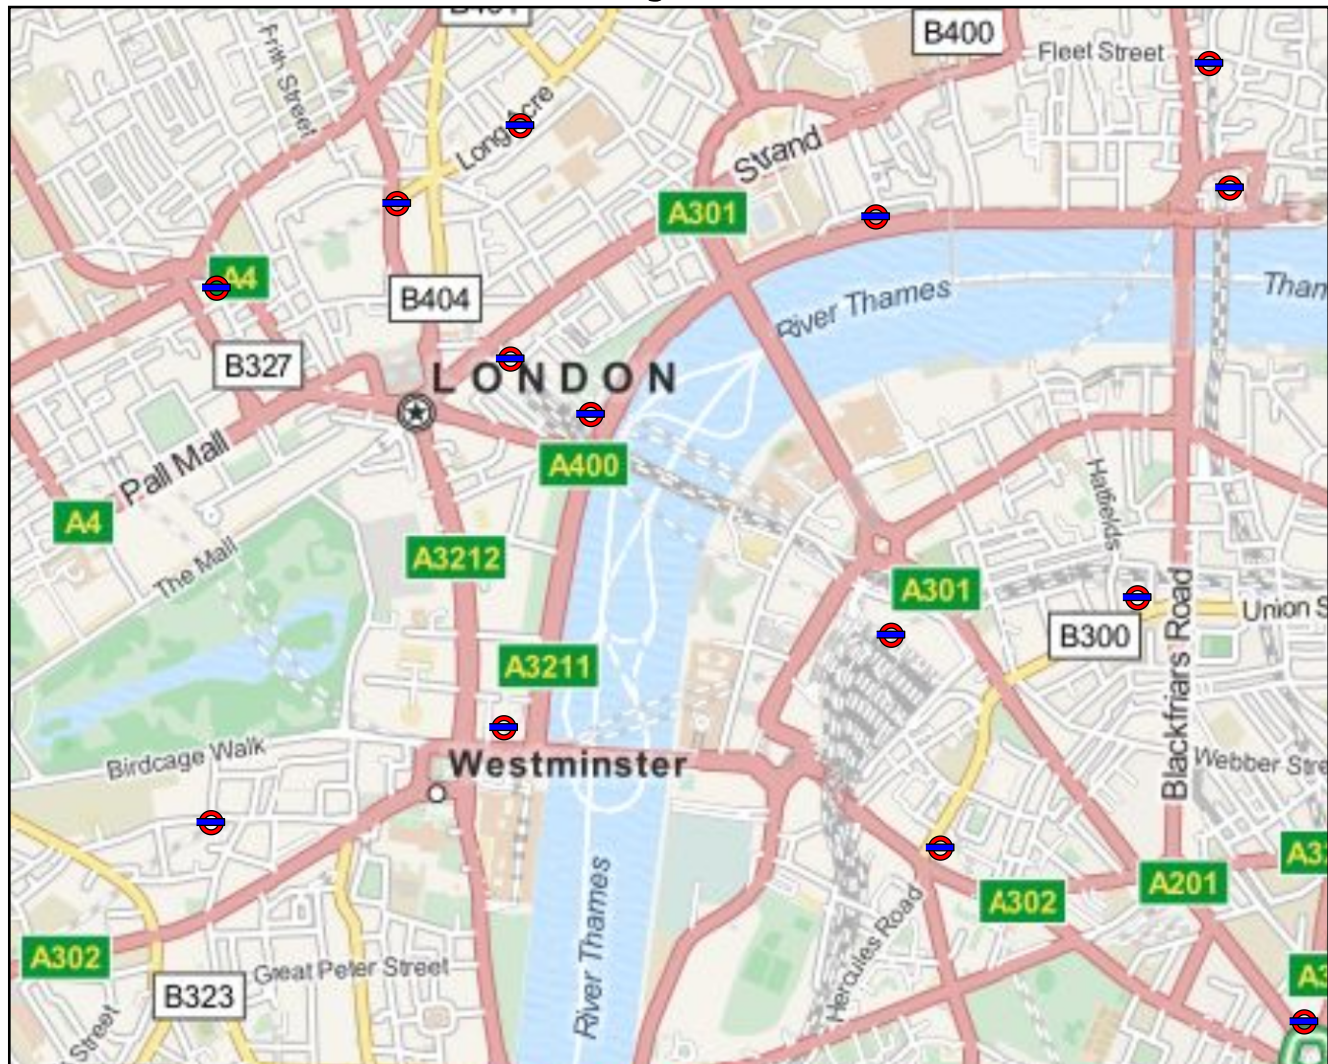 B400
Fleet Street
Frith Street
Long Acre
Strand
A301
A4
B404
River Thames
B327
LONDON
Pall Mall
A400
A4
Hatfields
The Mall
A3212
A301
Union S
B300
A3211
Blackfriars Road
Birdcage Walk
Westminster
Webber Stre
A201
A302
River Thames
Hercules Road
A302
Great Peter Street
B323
Street